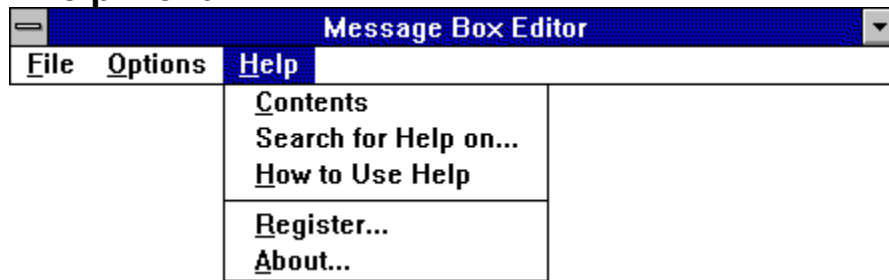 Message Box Editor
File Options Help
Contents
Search for Help on...
How to Use Help
Register...
About...